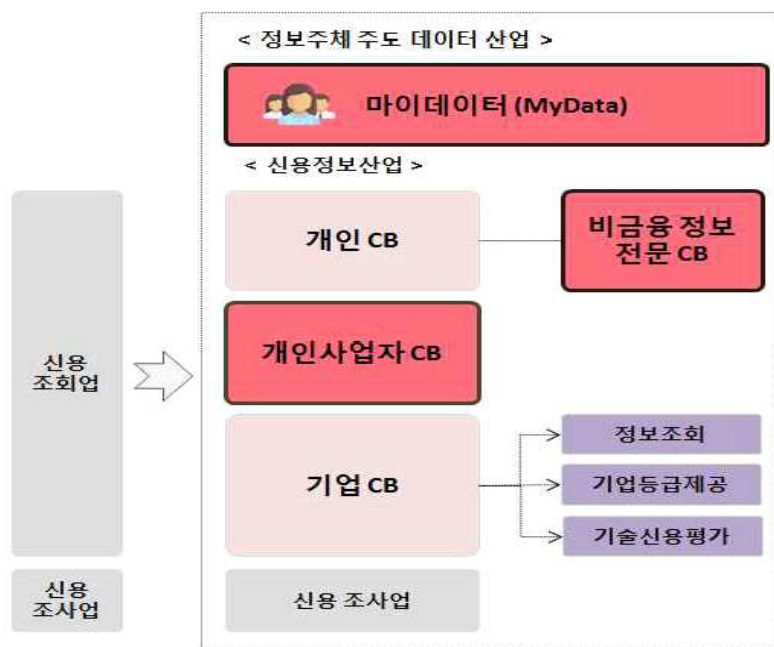 < 정보주체 주도 데이터 산업 >
마이데이터 (MyData)
< 신용정보산업 >
신용
조회업
개인 CB
비금융 정보
전문 CB
개인사업자 CB
기업 CB
정보조회
기업등급제공
기술신용평가
신용
조사업
신용 조사업